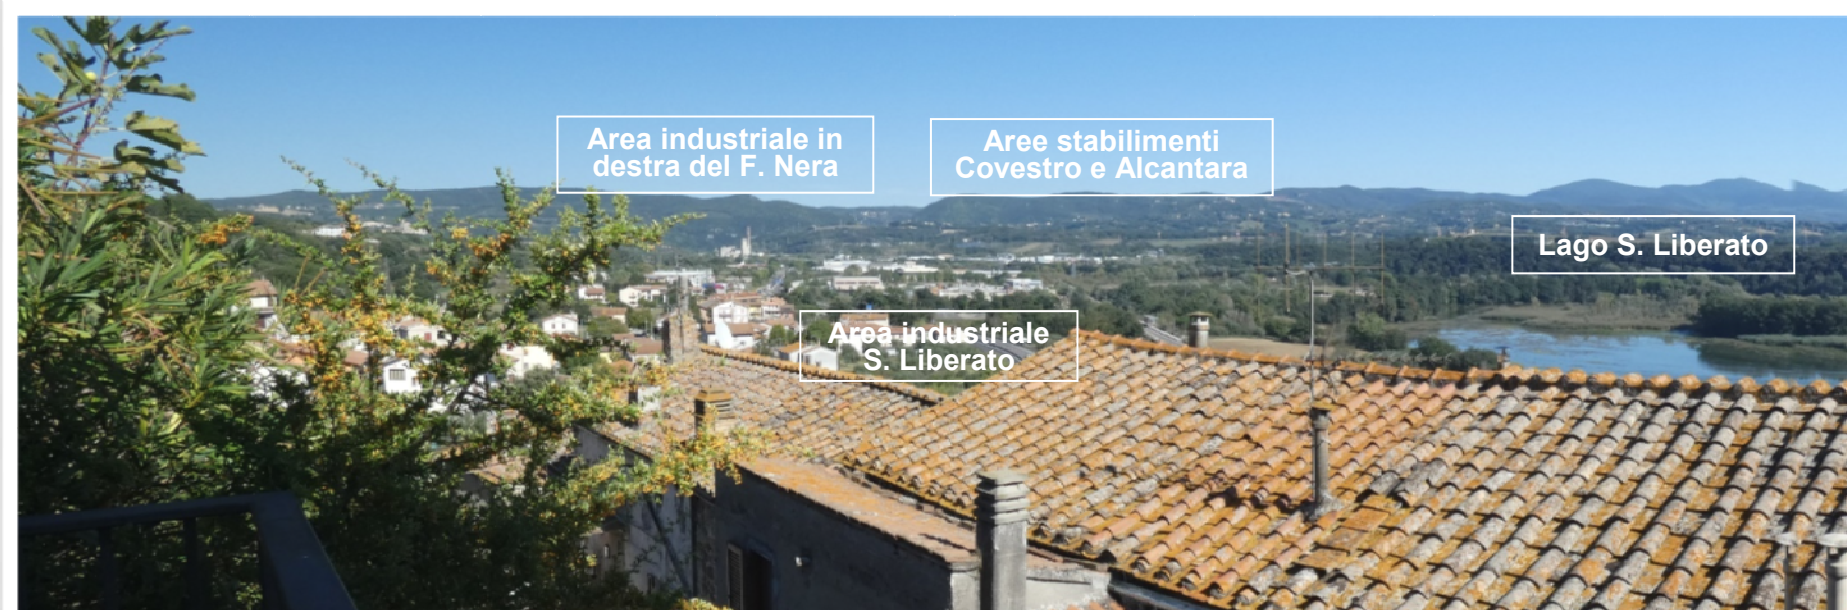 Area industriale in
destra del F. Nera
Aree stabilimenti
Covestro e Alcantara
Lago S. Liberato
Area industriale
S. Liberato